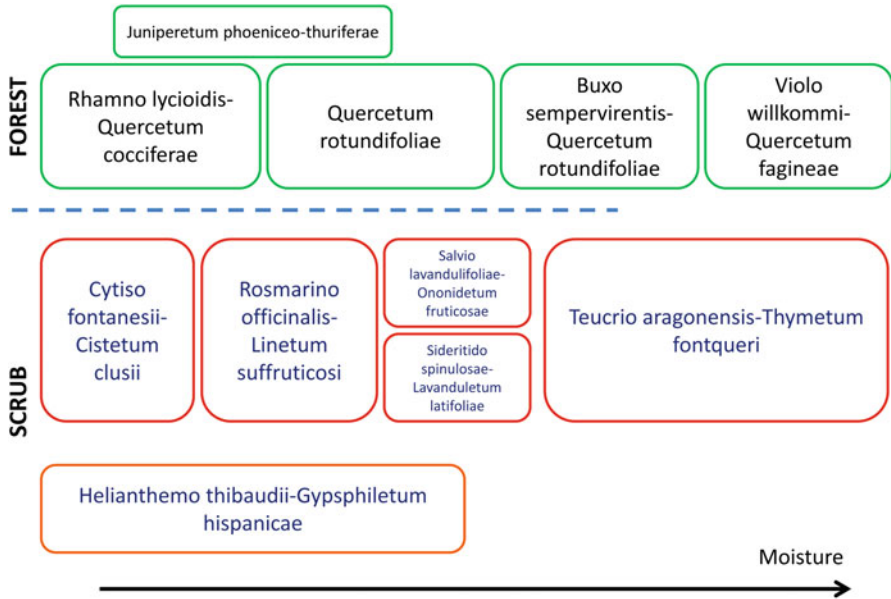 Juniperetum phoeniceo-thuriferae
FOREST
Rhamno lycioidis-
Quercetum
cocciferae
Quercetum
rotundifoliae
Buxo
sempervirentis-
Quercetum
rotundifoliae
Violo
willkommi-
Quercetum
fagineae
SCRUB
Cytiso
fontanesii-
Cistetum
clusii
Rosmarino
officinalis-
Linetum
suffruticosi
Salvio
lavandulifoliae-
Ononidetum
fruticosae
Sideritido
spinulosae-
Lavanduletum
latifoliae
Teucrio aragonensis-Thymetum
fontqueri
Helianthemo thibaudii-Gypsphiletum
hispanicae
Moisture